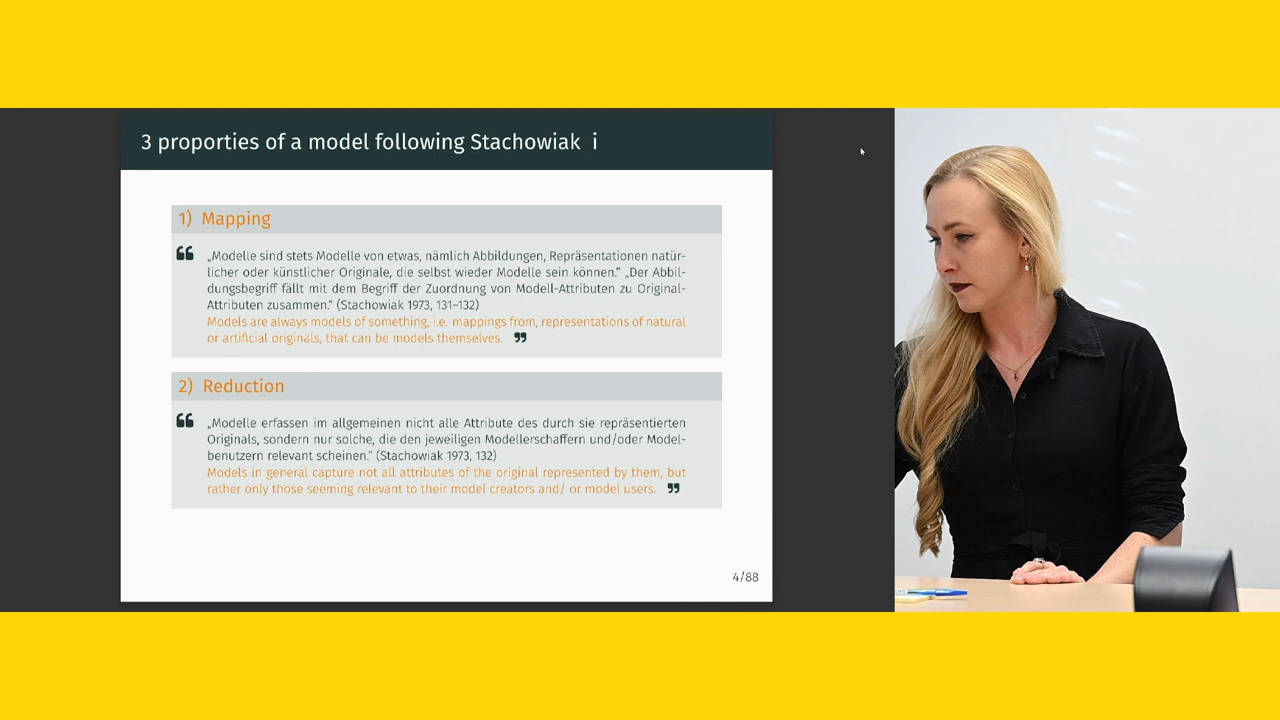 3 proporties of a model following Stachowiak i
1) Mapping
❝ „Modelle sind stets Modelle von etwas, nämlich Abbildungen, Repräsentationen natür-
licher oder künstlicher Originale, die selbst wieder Modelle sein können.“ „Der Abbil-
dungsbegriff fällt mit dem Begriff der Zuordnung von Modell-Attributen zu Original-
Attributen zusammen.“ (Stachowiak 1973, 131–132)
Models are always models of something, i.e. mappings from, representations of natural
or artificial originals, that can be models themselves. ❞
2) Reduction
❝ „Modelle erfassen im allgemeinen nicht alle Attribute des durch sie repräsentierten
Originals, sondern nur solche, die den jeweiligen Modellerschaffern und/oder Model-
benutzern relevant scheinen.“ (Stachowiak 1973, 132)
Models in general capture not all attributes of the original represented by them, but
rather only those seeming relevant to their model creators and/ or model users. ❞
4/88